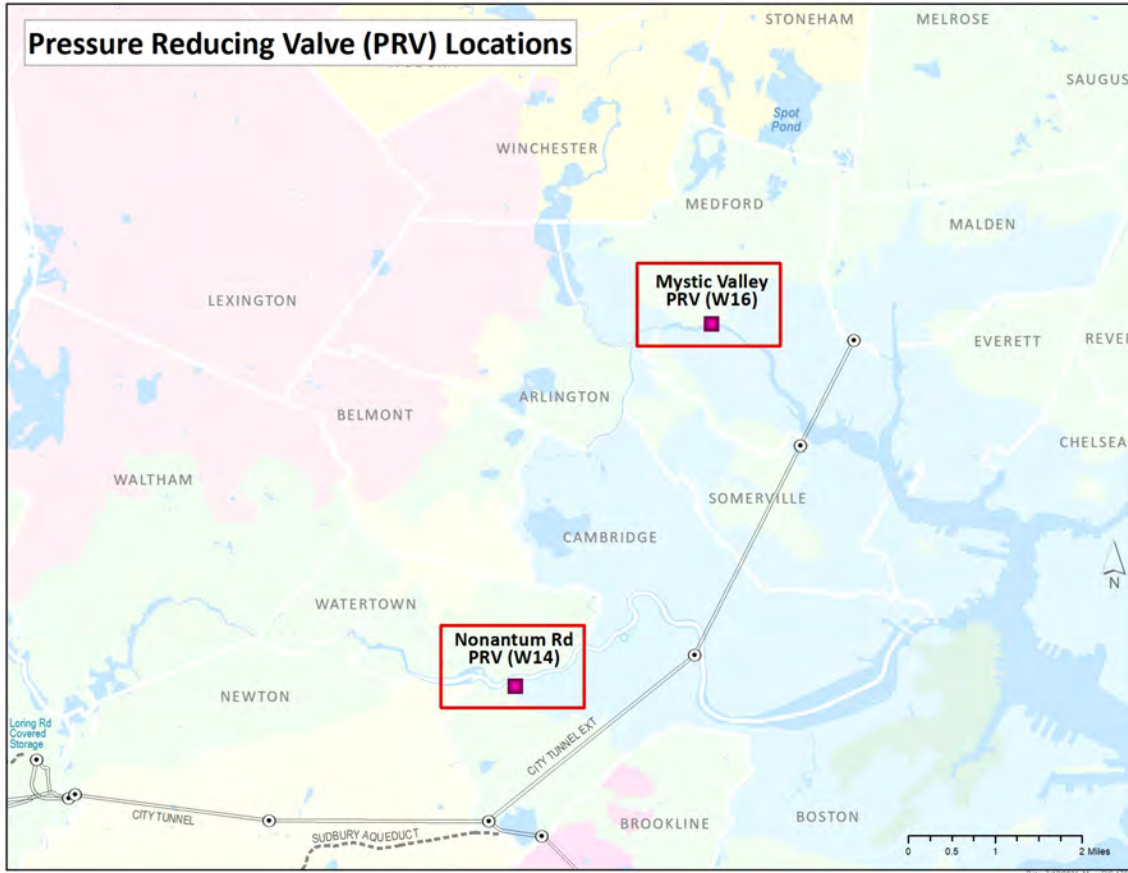 Pressure Reducing Valve (PRV) Locations
STONEHAM
MELROSE
SAUGUS
Spot
Pond
WINCHESTER
MEDFORD
MALDEN
LEXINGTON
Mystic Valley
PRV (W16)
EVERETT
REVER
ARLINGTON
BELMONT
CHELSEA
WALTHAM
SOMERVILLE
CAMBRIDGE
N
WATERTOWN
Nonantum Rd
PRV (W14)
NEWTON
Loring Rd
Covered
Storage
CITY TUNNEL EXT
CITY TUNNEL
SUDBURY AQUEDUCT
BROOKLINE
BOSTON
0 0.5 1 2 Miles